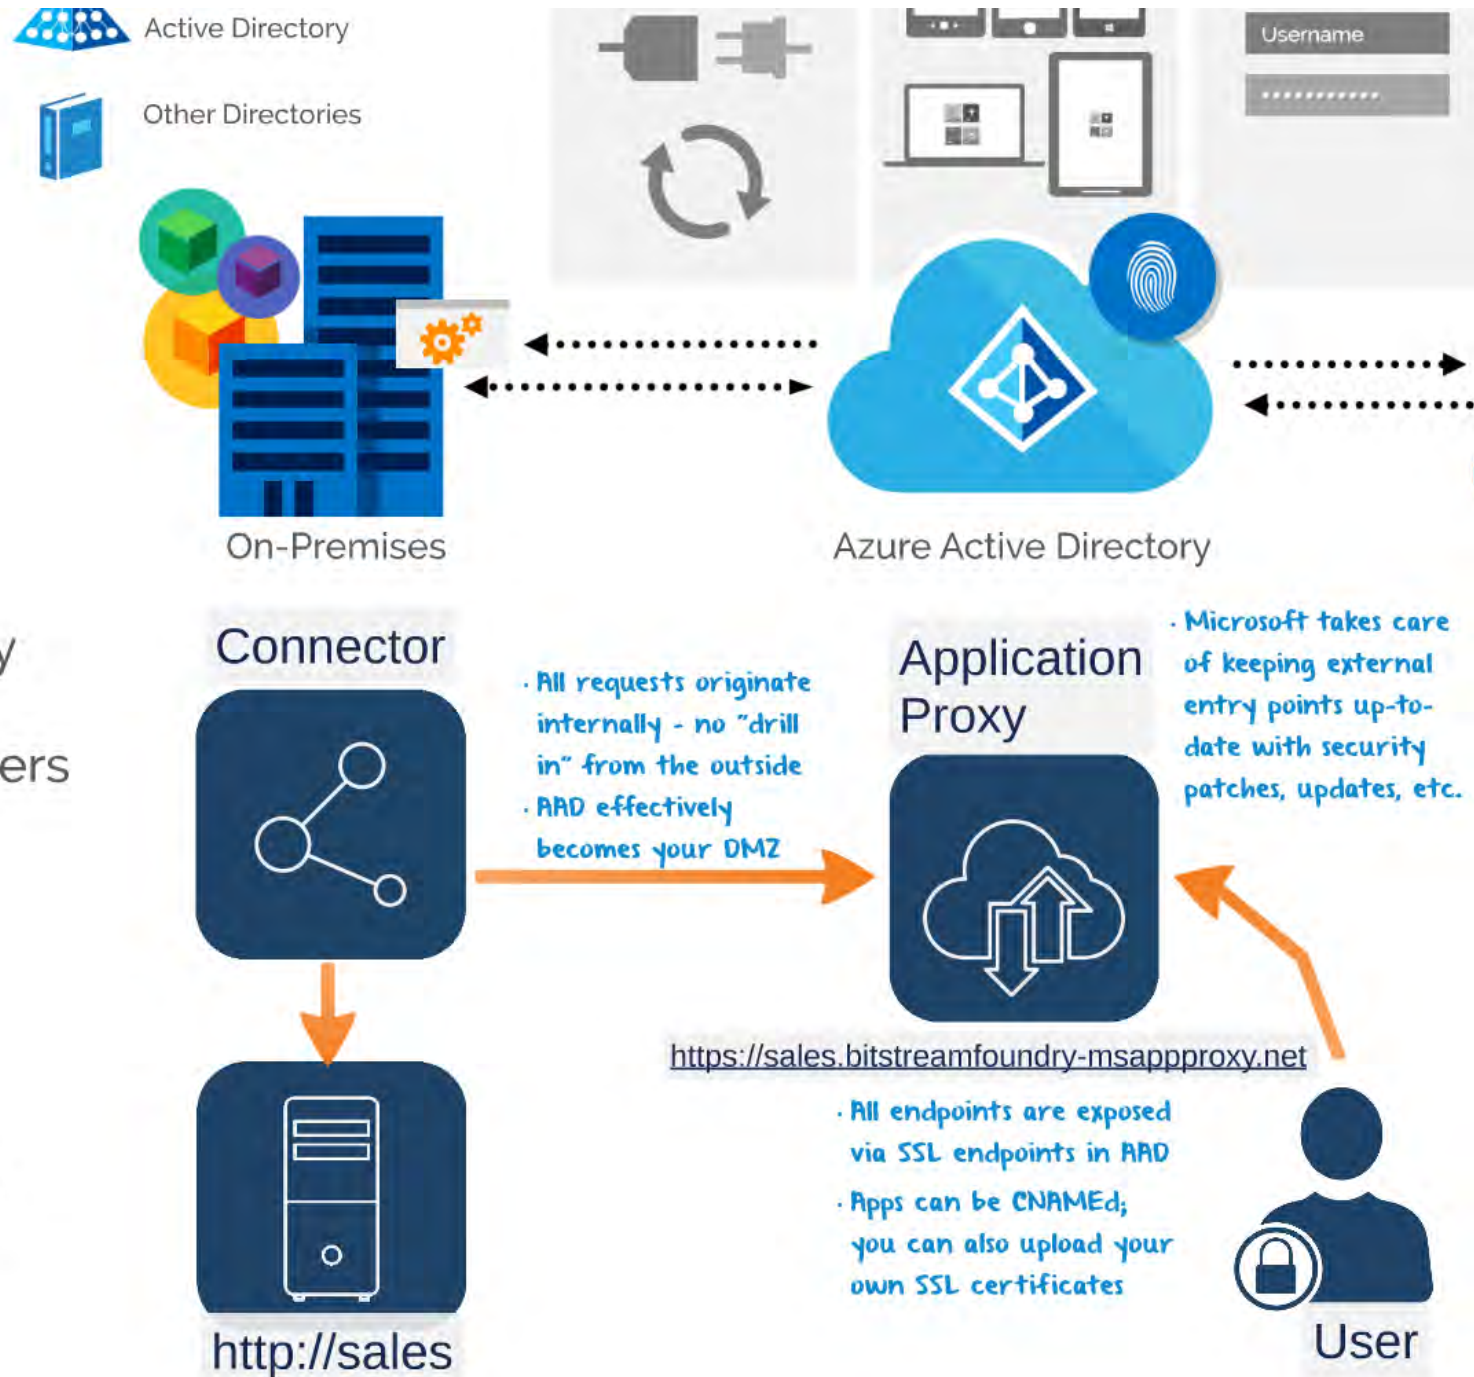 Active Directory
Other Directories
Username
On-Premises
Azure Active Directory
y
ers
Connector
· All requests originate
internally - no "drill
in" from the outside
· AAD effectively
becomes your DMZ
Application
Proxy
· Microsoft takes care
of keeping external
entry points up-to-
date with security
patches, updates, etc.
https://sales.bitstreamfoundry-msappproxy.net
· All endpoints are exposed
via SSL endpoints in AAD
· Apps can be CNAMEd;
you can also upload your
own SSL certificates
http://sales
User